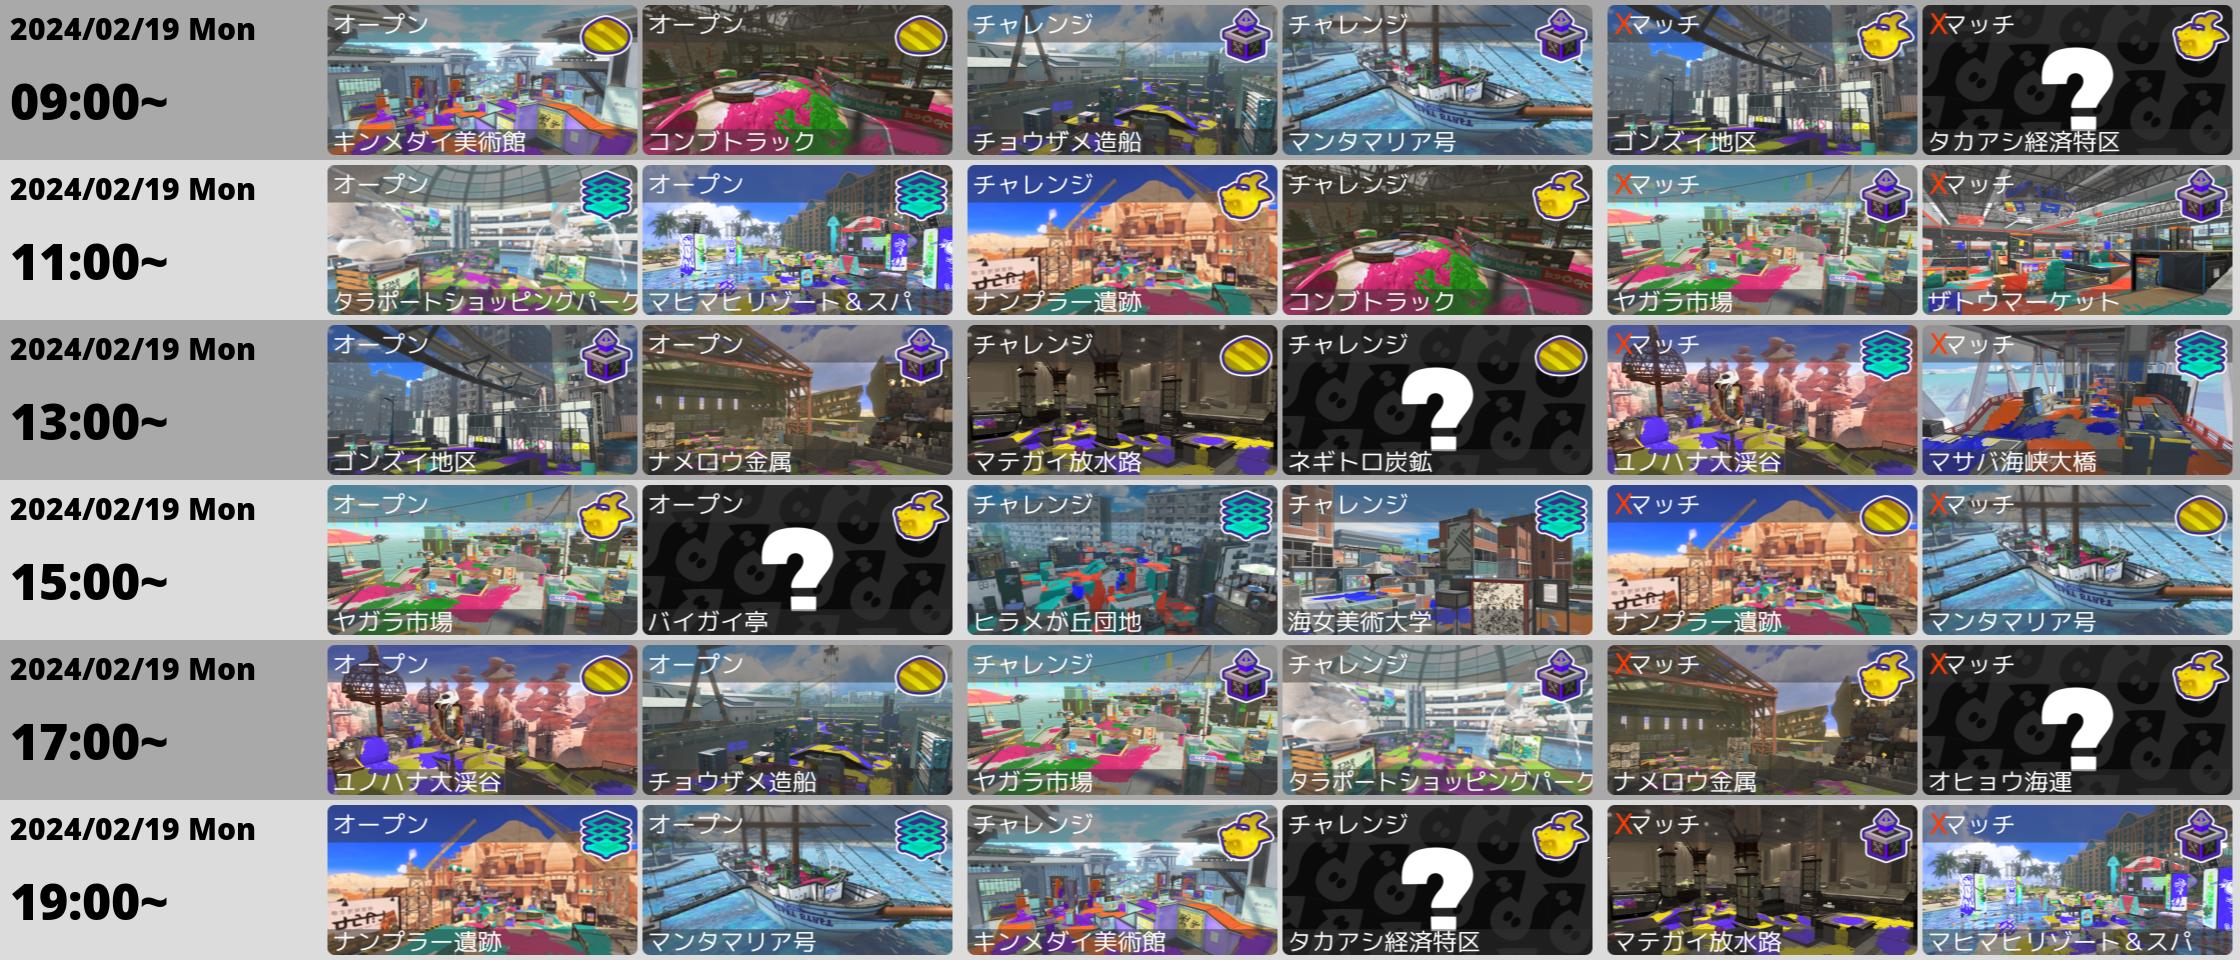 2024/02/19 Mon
09:00~
オープン
キンメダイ美術館
オープン
コンブトラック
チャレンジ
チョウザメ造船
チャレンジ
マンタマリア号
Xマッチ
ゴンズイ地区
Xマッチ
?
タカアシ経済特区
2024/02/19 Mon
11:00~
オープン
タラポートショッピングパーク
オープン
マヒマヒリゾート&スパ
チャレンジ
ナンプラー遺跡
チャレンジ
コンブトラック
Xマッチ
ヤガラ市場
Xマッチ
ザトウマーケット
2024/02/19 Mon
13:00~
オープン
ゴンズイ地区
オープン
ナメロウ金属
チャレンジ
マテガイ放水路
チャレンジ
?
ネギトロ炭鉱
Xマッチ
ユノハナ大渓谷
Xマッチ
マサバ海峡大橋
2024/02/19 Mon
15:00~
オープン
ヤガラ市場
オープン
?
バイガイ亭
チャレンジ
ヒラメが丘団地
チャレンジ
海女美術大学
Xマッチ
ナンプラー遺跡
Xマッチ
マンタマリア号
2024/02/19 Mon
17:00~
オープン
ユノハナ大渓谷
オープン
チョウザメ造船
チャレンジ
ヤガラ市場
チャレンジ
タラポートショッピングパーク
Xマッチ
ナメロウ金属
Xマッチ
?
オヒョウ海運
2024/02/19 Mon
19:00~
オープン
ナンプラー遺跡
オープン
マンタマリア号
チャレンジ
キンメダイ美術館
チャレンジ
?
タカアシ経済特区
Xマッチ
マテガイ放水路
Xマッチ
マヒマヒリゾート&スパ